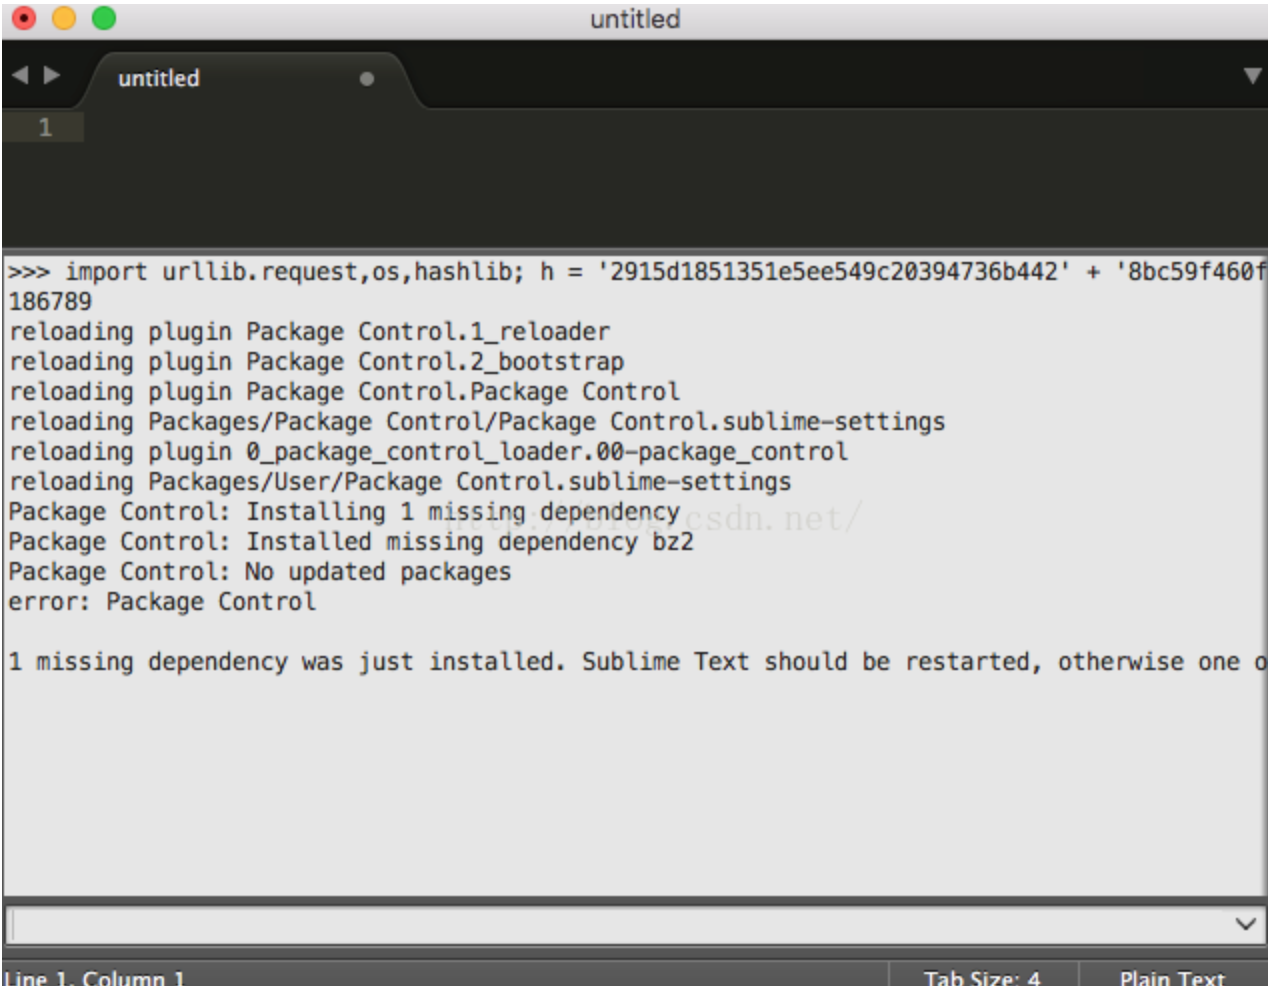 untitled
untitled
1
>>> import urllib.request,os,hashlib; h = '2915d1851351e5ee549c20394736b442' + '8bc59f460f
186789
reloading plugin Package Control.1_reloader
reloading plugin Package Control.2_bootstrap
reloading plugin Package Control.Package Control
reloading Packages/Package Control/Package Control.sublime-settings
reloading plugin 0_package_control_loader.00-package_control
reloading Packages/User/Package Control.sublime-settings
Package Control: Installing 1 missing dependency
http://blog.csdn.net/
Package Control: Installed missing dependency bz2
Package Control: No updated packages
error: Package Control
1 missing dependency was just installed. Sublime Text should be restarted, otherwise one o
Line 1, Column 1
Tab Size: 4
Plain Text